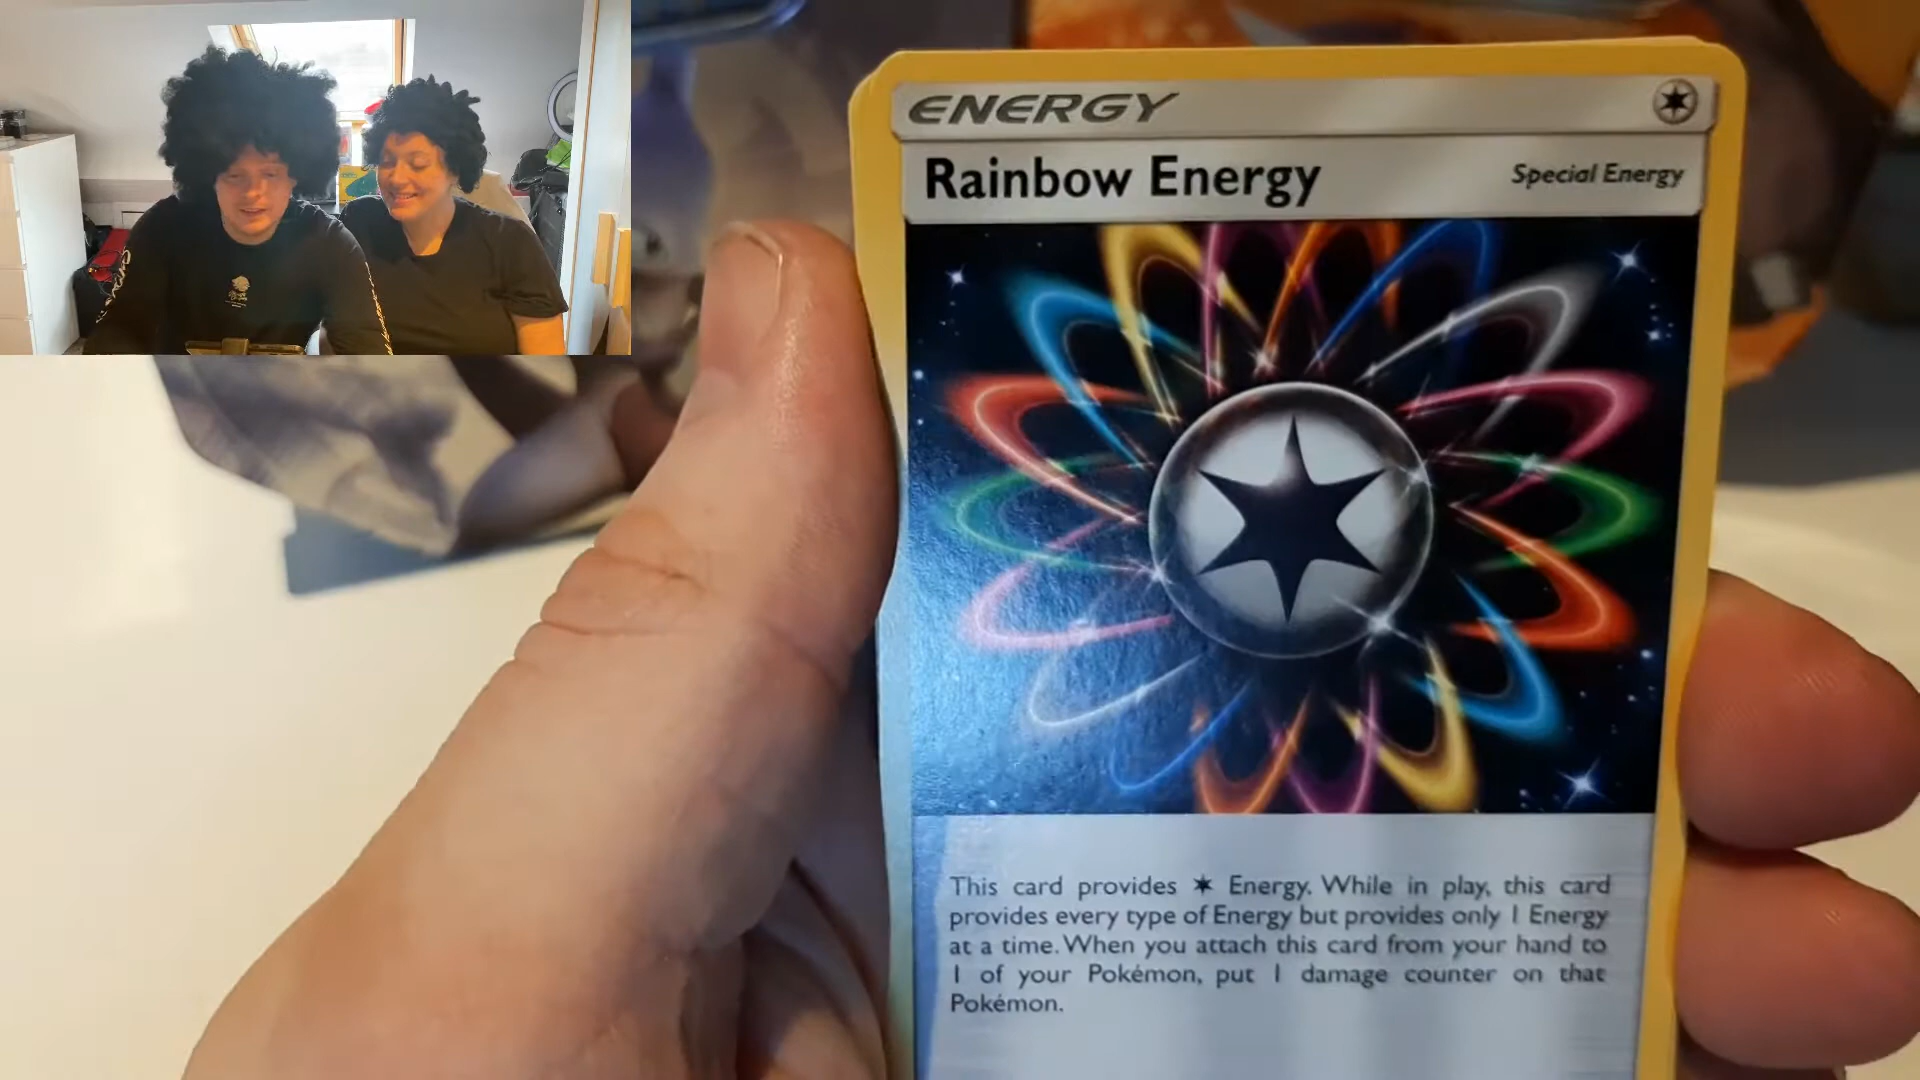 ENERGY
Rainbow Energy
Special Energy
This card provides ✶ Energy. While in play, this card
provides every type of Energy but provides only 1 Energy
at a time. When you attach this card from your hand to
1 of your Pokémon, put 1 damage counter on that
Pokémon.